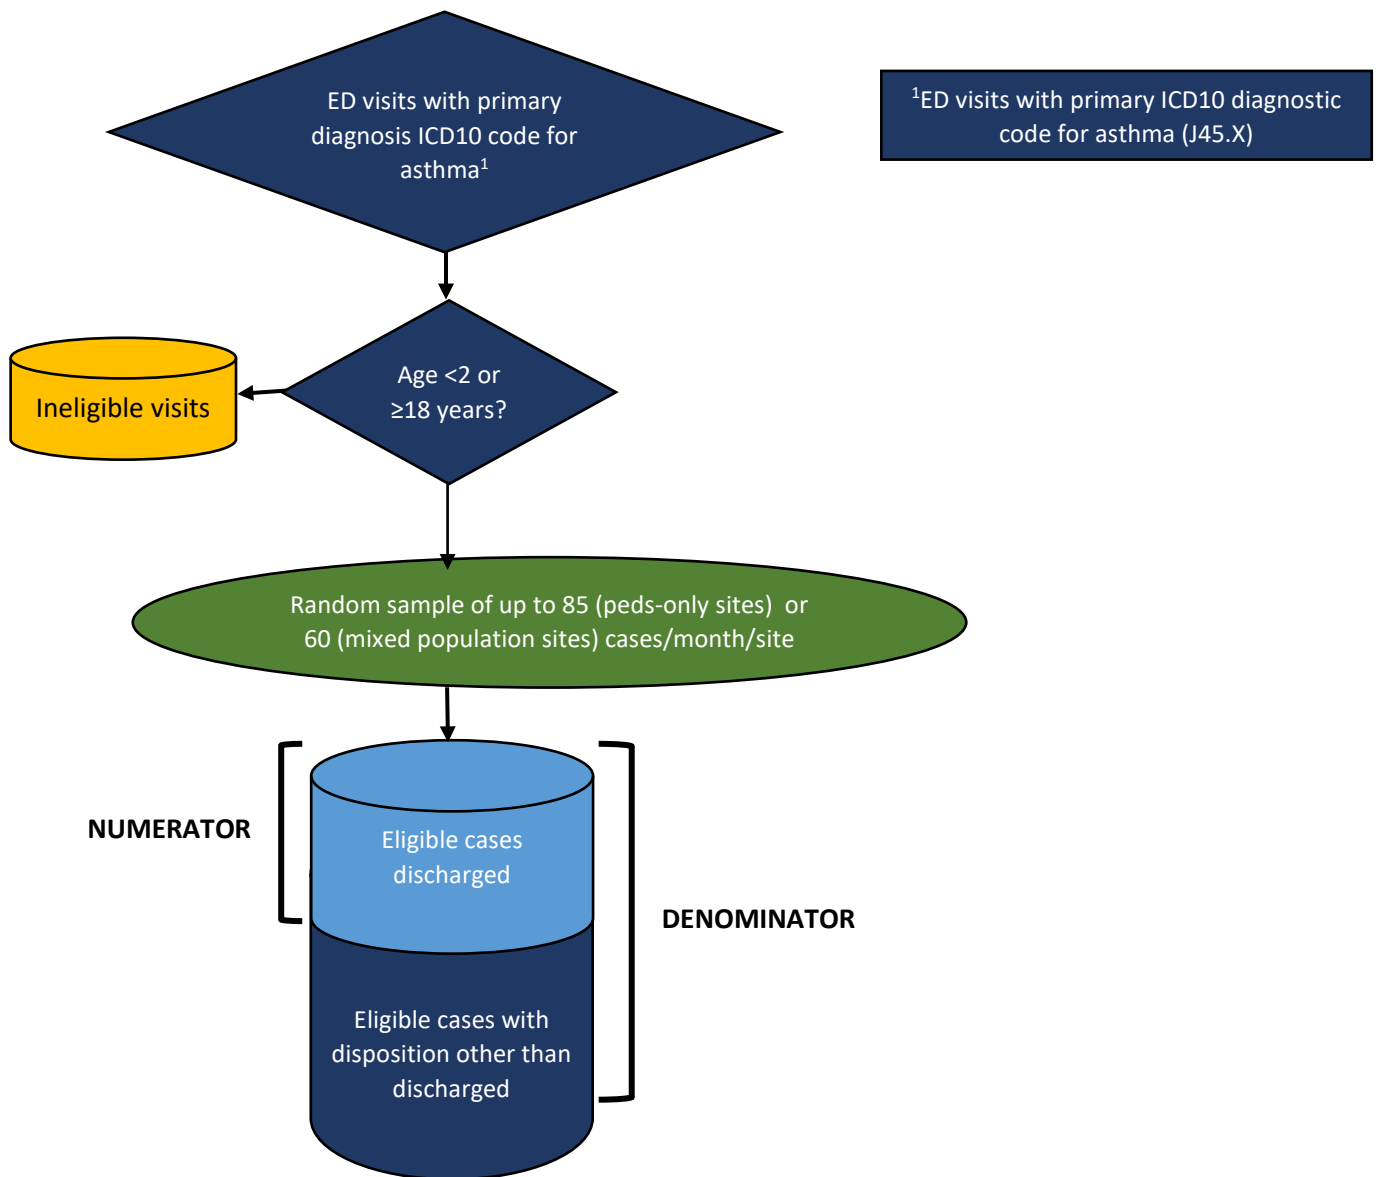 ED visits with primary
diagnosis ICD10 code for
asthma¹
¹ED visits with primary ICD10 diagnostic
code for asthma (J45.X)
Age <2 or
≥18 years?
Ineligible visits
Random sample of up to 85 (peds-only sites) or
60 (mixed population sites) cases/month/site
NUMERATOR
Eligible cases
discharged
DENOMINATOR
Eligible cases with
disposition other than
discharged